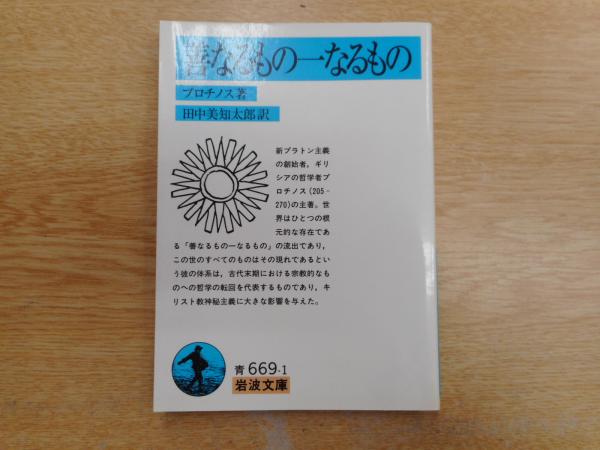 善なるもの一なるもの
プロチノス著
田中美知太郎訳
新プラトン主義
の創始者，ギリ
シアの哲学者プ
ロチノス(205‐
270)の主著。世
界はひとつの根
元的な存在であ
る「善なるもの一なるもの」の流出であり，
この世のすべてのものはその現れであるとい
う彼の体系は，古代末期における宗教的なも
のへの哲学の転回を代表するものであり，キ
リスト教神秘主義に大きな影響を与えた。
青 669-1
岩波文庫